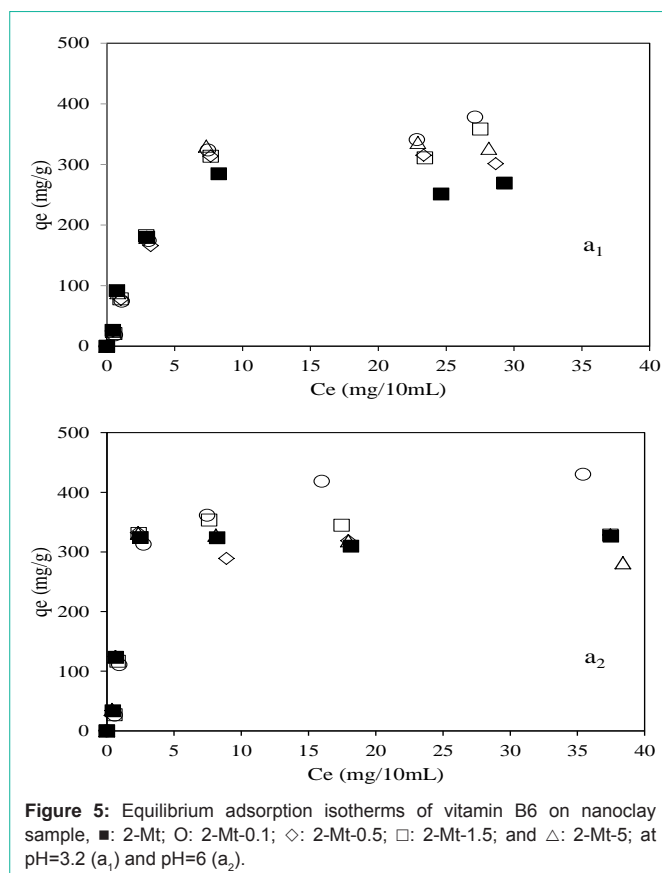 500
400
300
200
100
0
qe (mg/g)
a1
0 5 10 15 20 25 30 35 40
Ce (mg/10mL)
500
400
300
200
100
0
qe (mg/g)
a2
0 5 10 15 20 25 30 35 40
Ce (mg/10mL)
Figure 5: Equilibrium adsorption isotherms of vitamin B6 on nanoclay
sample, ■: 2-Mt; O: 2-Mt-0.1; ◇: 2-Mt-0.5; □: 2-Mt-1.5; and △: 2-Mt-5; at
pH=3.2 (a1) and pH=6 (a2).